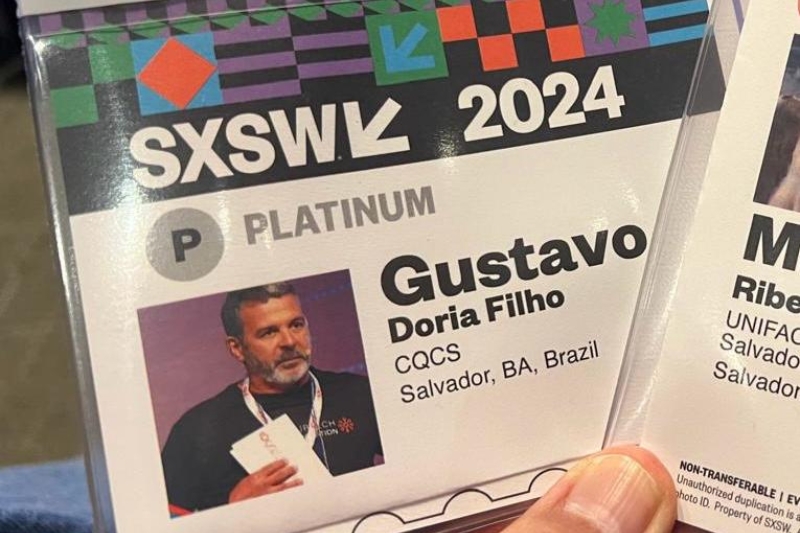 SXSW 2024
P PLATINUM
Gustavo
Doria Filho
CQCS
Salvador, BA, Brazil
M
Ribe
UNIFAC
Salvado
Salvador
NON-TRANSFERABLE | EV
Unauthorized duplication is a
photo ID. Property of SXSW.